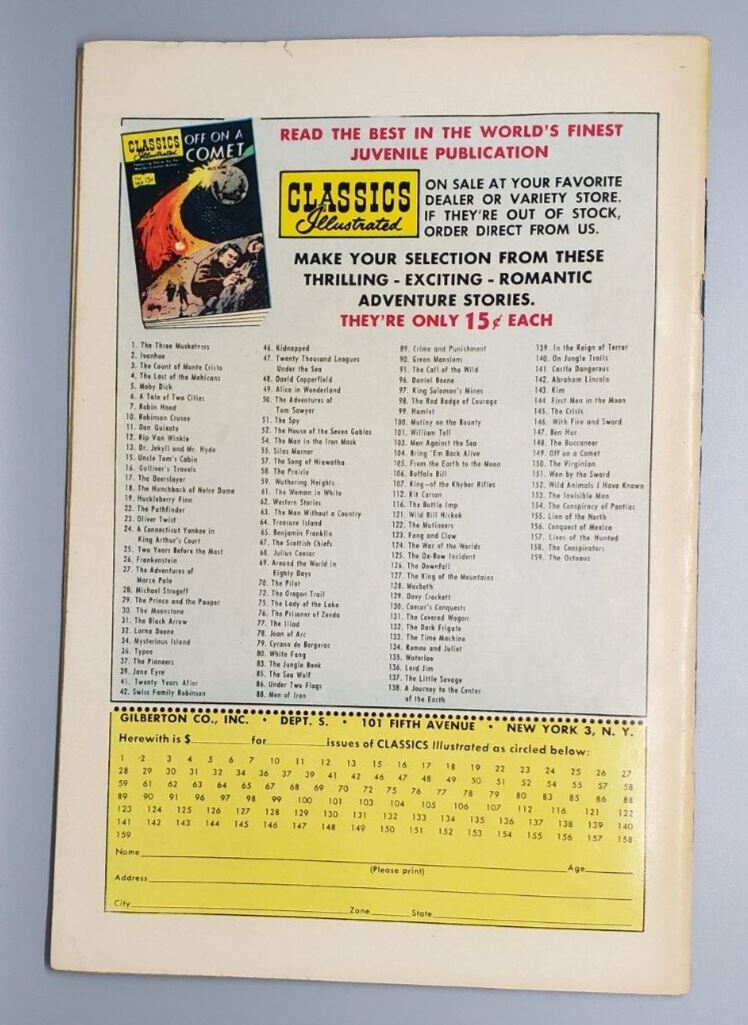 CLASSICS
Illustrated
OFF ON A
COMET
15¢
READ THE BEST IN THE WORLD'S FINEST
JUVENILE PUBLICATION
CLASSICS
Illustrated
ON SALE AT YOUR FAVORITE
DEALER OR VARIETY STORE.
IF THEY'RE OUT OF STOCK,
ORDER DIRECT FROM US.
MAKE YOUR SELECTION FROM THESE
THRILLING - EXCITING - ROMANTIC
ADVENTURE STORIES.
THEY'RE ONLY 15¢ EACH
1. The Three Musketeers
2. Ivanhoe
3. The Count of Monte Cristo
4. The Last of the Mohicans
5. Moby Dick
6. A Tale of Two Cities
7. Robin Hood
10. Robinson Crusoe
11. Don Quixote
12. Rip Van Winkle
13. Dr. Jekyll and Mr. Hyde
15. Uncle Tom's Cabin
16. Gulliver's Travels
17. The Deerslayer
18. The Hunchback of Notre Dame
19. Huckleberry Finn
22. The Pathfinder
23. Oliver Twist
24. A Connecticut Yankee in
King Arthur's Court
25. Two Years Before the Mast
26. Frankenstein
27. The Adventures of
Marco Polo
28. Michael Strogoff
29. The Prince and the Pauper
30. The Moonstone
31. The Black Arrow
32. Lorna Doone
34. Mysterious Island
36. Typee
37. The Pioneers
39. Jane Eyre
41. Twenty Years After
42. Swiss Family Robinson
46. Kidnapped
47. Twenty Thousand Leagues
Under the Sea
48. David Copperfield
49. Alice in Wonderland
50. The Adventures of
Tom Sawyer
51. The Spy
52. The House of the Seven Gables
54. The Man in the Iron Mask
55. Silas Marner
57. The Song of Hiawatha
58. The Prairie
59. Wuthering Heights
61. The Woman in White
62. Western Stories
63. The Man Without a Country
64. Treasure Island
65. Benjamin Franklin
67. The Scottish Chiefs
68. Julius Caesar
69. Around the World in
Eighty Days
70. The Pilot
72. The Oregon Trail
75. The Lady of the Lake
76. The Prisoner of Zenda
77. The Iliad
78. Joan of Arc
79. Cyrano de Bergerac
80. White Fang
83. The Jungle Book
85. The Sea Wolf
86. Under Two Flags
88. Men of Iron
89. Crime and Punishment
90. Green Mansions
91. The Call of the Wild
96. Daniel Boone
97. King Solomon's Mines
98. The Red Badge of Courage
99. Hamlet
100. Mutiny on the Bounty
101. William Tell
103. Men Against the Sea
104. Bring 'Em Back Alive
105. From the Earth to the Moon
106. Buffalo Bill
107. King—of the Khyber Rifles
112. Kit Carson
116. The Bottle Imp
121. Wild Bill Hickok
122. The Mutineers
123. Fang and Claw
124. The War of the Worlds
125. The Ox-Bow Incident
126. The Downfall
127. The King of the Mountains
128. Macbeth
129. Davy Crockett
130. Caesar's Conquests
131. The Covered Wagon
132. The Dark Frigate
133. The Time Machine
134. Romeo and Juliet
135. Waterloo
136. Lord Jim
137. The Little Savage
138. A Journey to the Center
of the Earth
139. In the Reign of Terror
140. On Jungle Trails
141. Castle Dangerous
142. Abraham Lincoln
143. Kim
144. First Men in the Moon
145. The Crisis
146. With Fire and Sword
147. Ben Hur
148. The Buccaneer
149. Off on a Comet
150. The Virginian
151. Won by the Sword
152. Wild Animals I Have Known
153. The Invisible Man
154. The Conspiracy of Pontiac
155. Lion of the North
156. Conquest of Mexico
157. Lives of the Hunted
158. The Conspirators
159. The Octopus
GILBERTON CO., INC. • DEPT. S. • 101 FIFTH AVENUE • NEW YORK 3, N. Y.
Herewith is $ for issues of CLASSICS Illustrated as circled below:
1 2 3 4 5 6 7 10 11 12 13 15 16 17 18 19 22 23 24 25 26 27
28 29 30 31 32 34 36 37 39 41 42 46 47 48 49 50 51 52 54 55 57 58
59 61 62 63 64 65 67 68 69 70 72 75 76 77 78 79 80 83 85 86 88
89 90 91 96 97 98 99 100 101 103 104 105 106 107 112 116 121 122
123 124 125 126 127 128 129 130 131 132 133 134 135 136 137 138 139 140
141 142 143 144 145 146 147 148 149 150 151 152 153 154 155 156 157 158
159
Name Age
(Please print)
Address
City Zone State